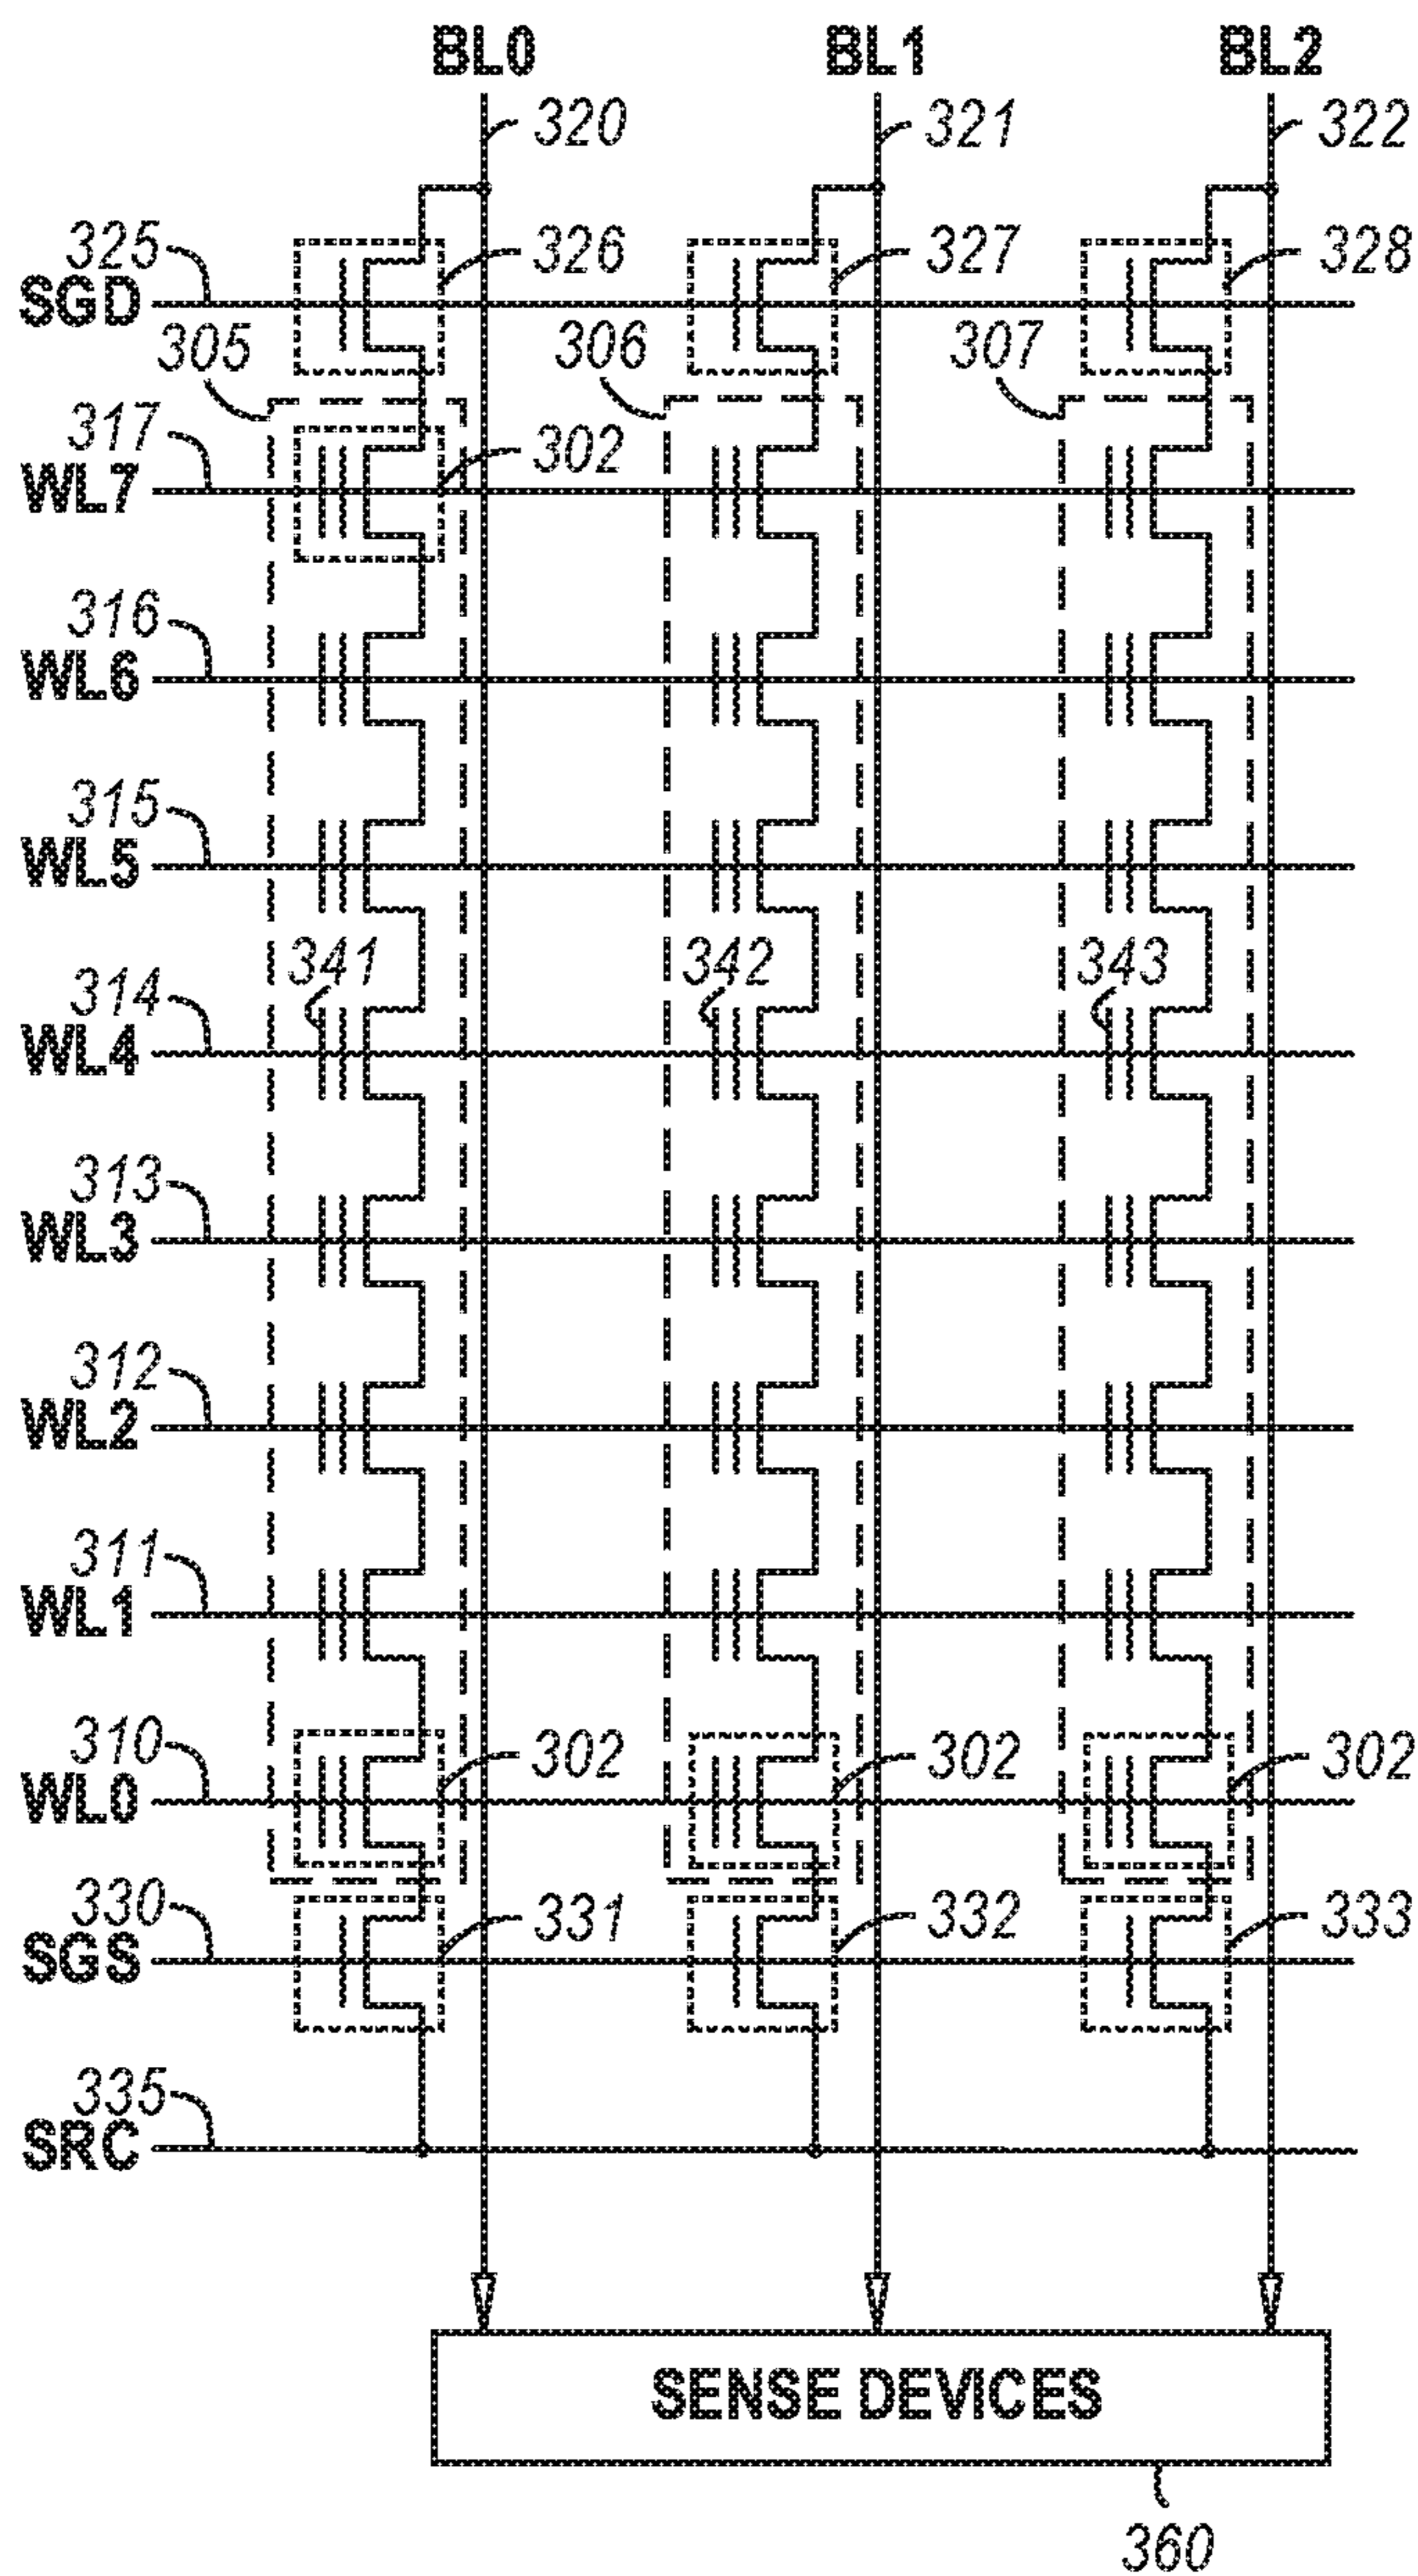 BL0 BL1 BL2
320 321 322
325 326 327 328
SGD
305 306 307
317 302
WL7
316
WL6
315
WL5
341 342 343
314
WL4
313
WL3
312
WL2
311
WL1
310 302 302 302
WL0
330 331 332 333
SGS
335
SRC
SENSE DEVICES
360